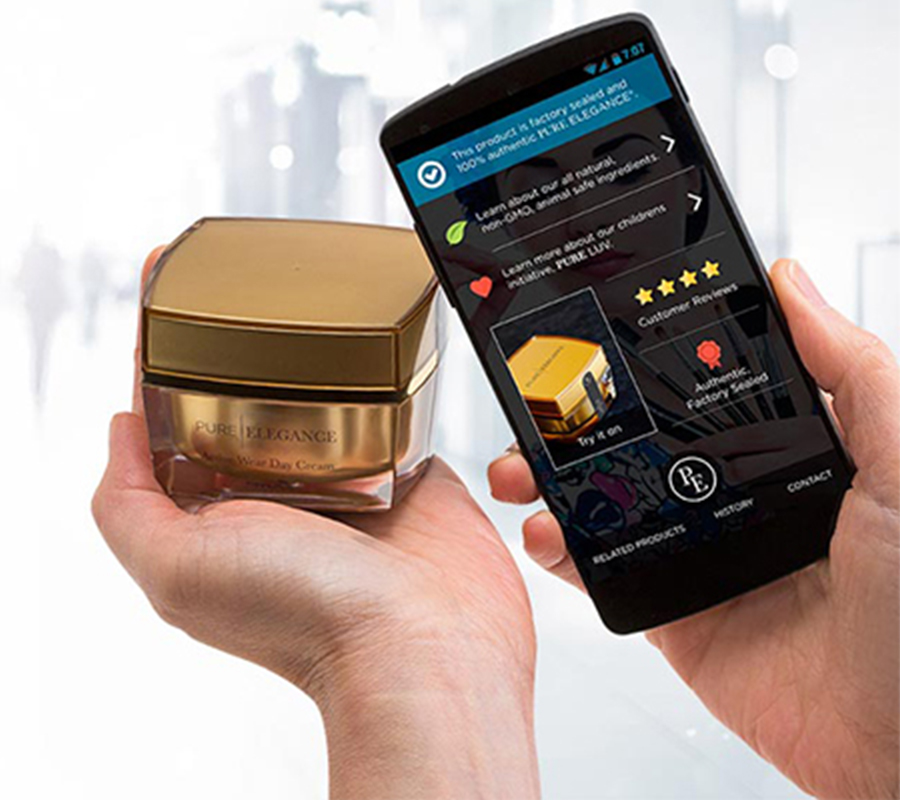 PURE ELEGANCE
Active Wear Day Cream
7:07
This product is factory sealed and
100% authentic PURE ELEGANCE®.
Learn about our all natural,
non-GMO, animal safe ingredients.
Learn more about our childrens
initiative, PURE LUV.
Customer Reviews
Authentic,
Factory Sealed
Try it on
PE
RELATED PRODUCTS
HISTORY
CONTACT